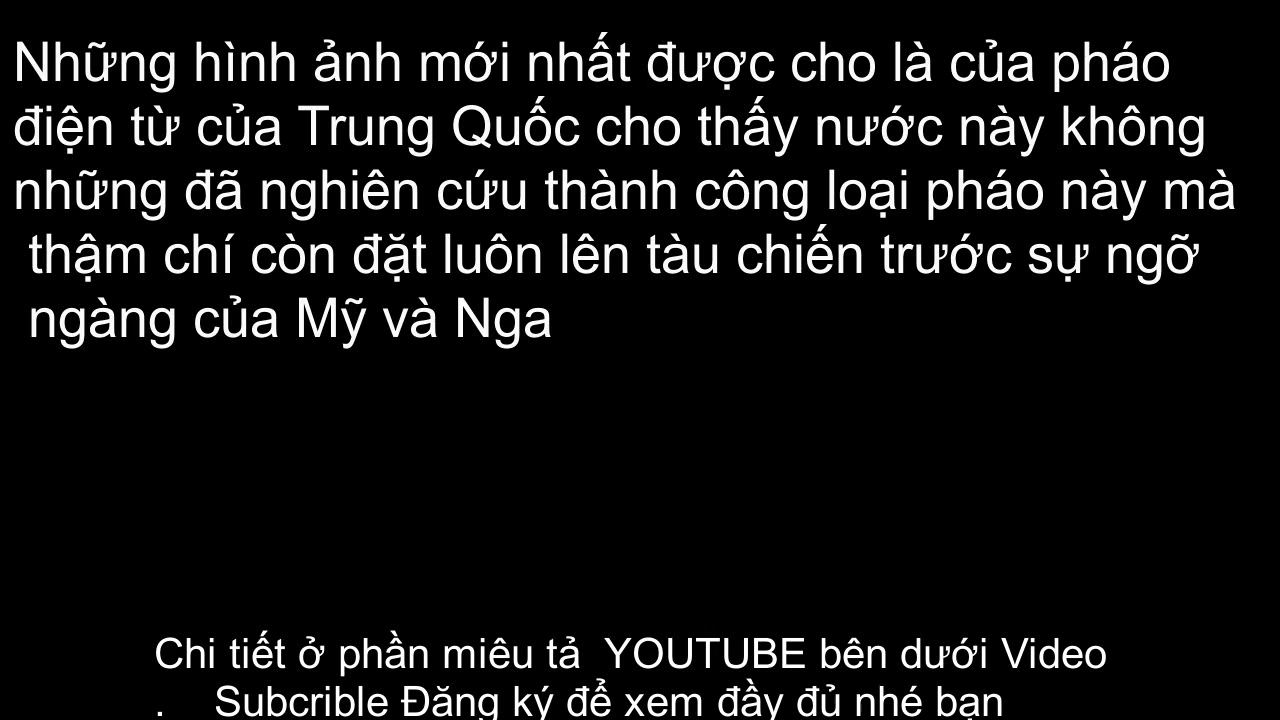 Những hình ảnh mới nhất được cho là của pháo
điện từ của Trung Quốc cho thấy nước này không
những đã nghiên cứu thành công loại pháo này mà
thậm chí còn đặt luôn lên tàu chiến trước sự ngỡ
ngàng của Mỹ và Nga
Chi tiết ở phần miêu tả YOUTUBE bên dưới Video
. Subcrible Đăng ký để xem đầy đủ nhé bạn